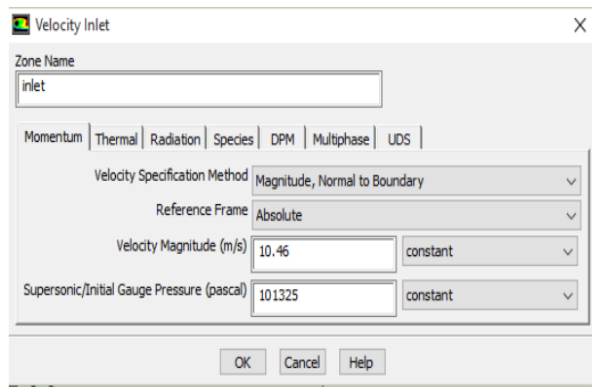 Velocity Inlet
Zone Name
inlet
Momentum Thermal Radiation Species DPM Multiphase UDS
Velocity Specification Method Magnitude, Normal to Boundary
Reference Frame Absolute
Velocity Magnitude (m/s) 10.46 constant
Supersonic/Initial Gauge Pressure (pascal) 101325 constant
OK Cancel Help